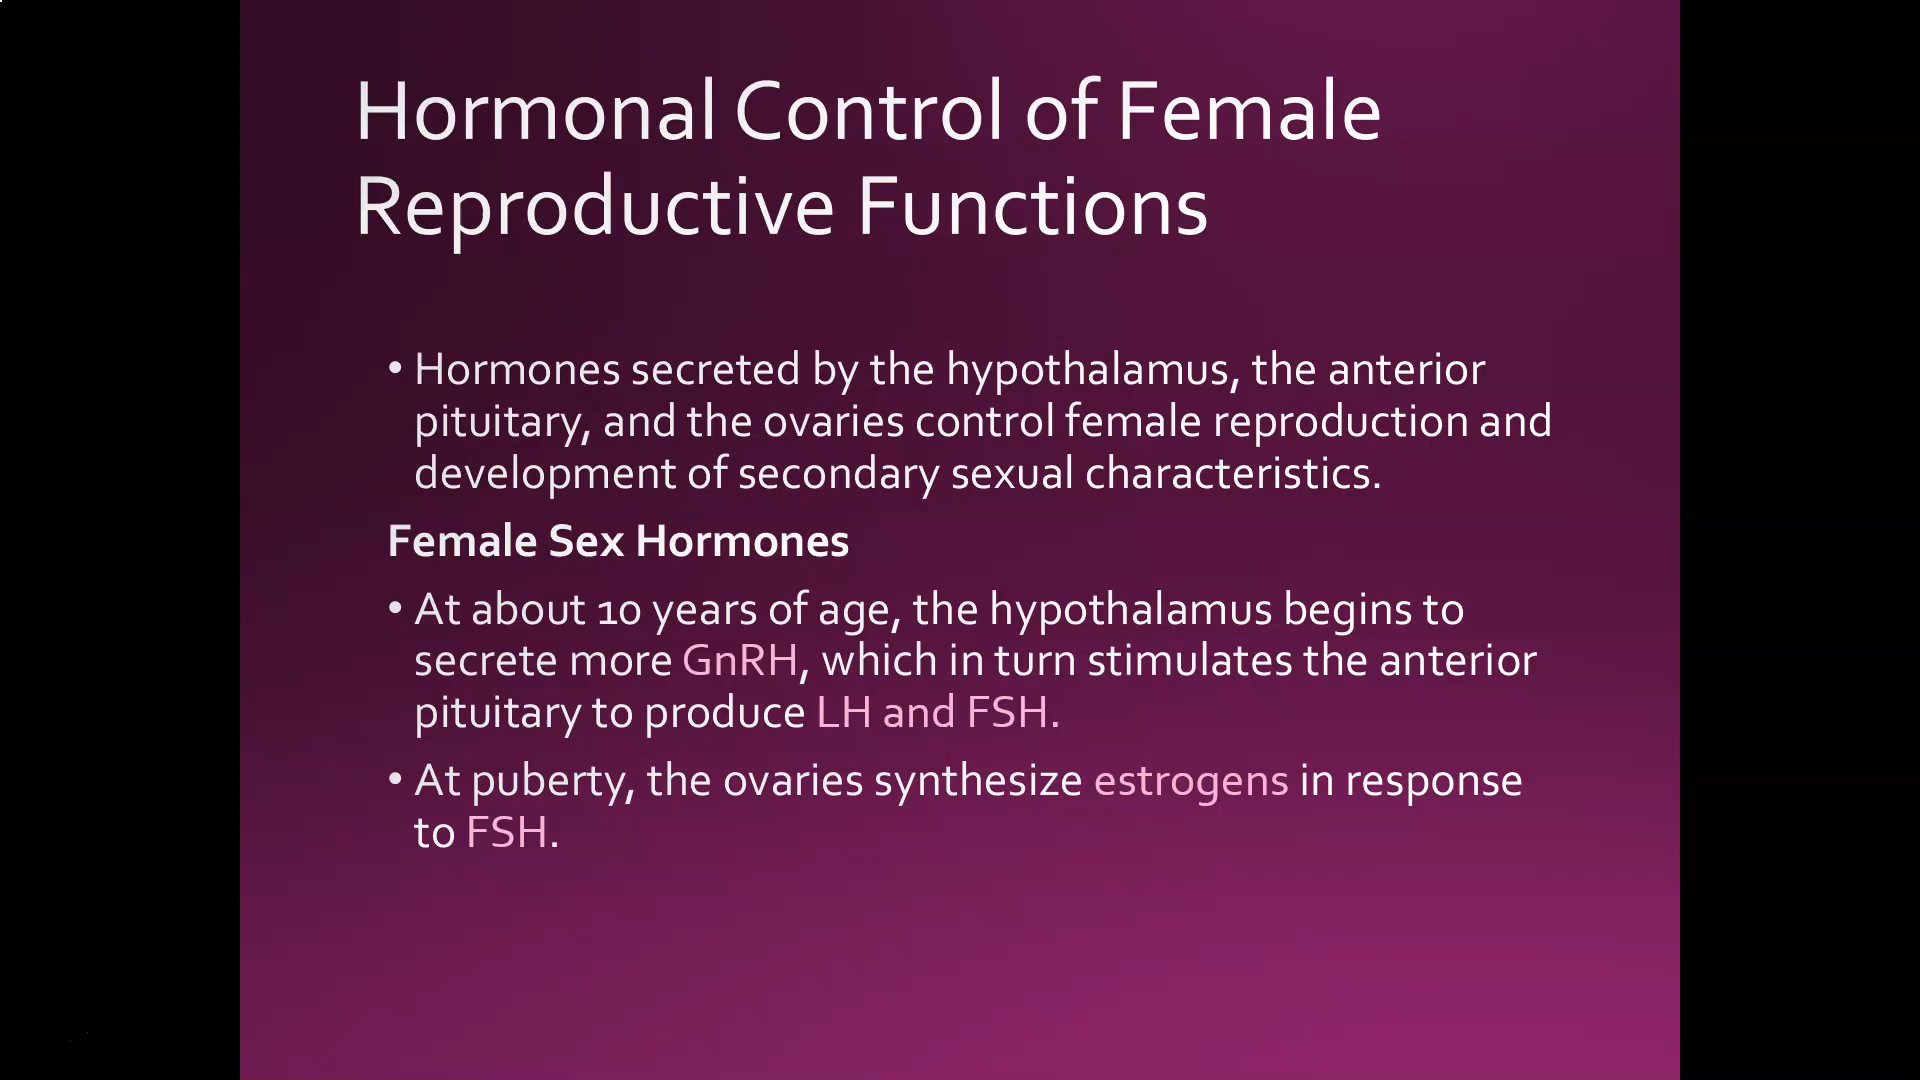 Hormonal Control of Female
Reproductive Functions
• Hormones secreted by the hypothalamus, the anterior
pituitary, and the ovaries control female reproduction and
development of secondary sexual characteristics.
Female Sex Hormones
• At about 10 years of age, the hypothalamus begins to
secrete more GnRH, which in turn stimulates the anterior
pituitary to produce LH and FSH.
• At puberty, the ovaries synthesize estrogens in response
to FSH.